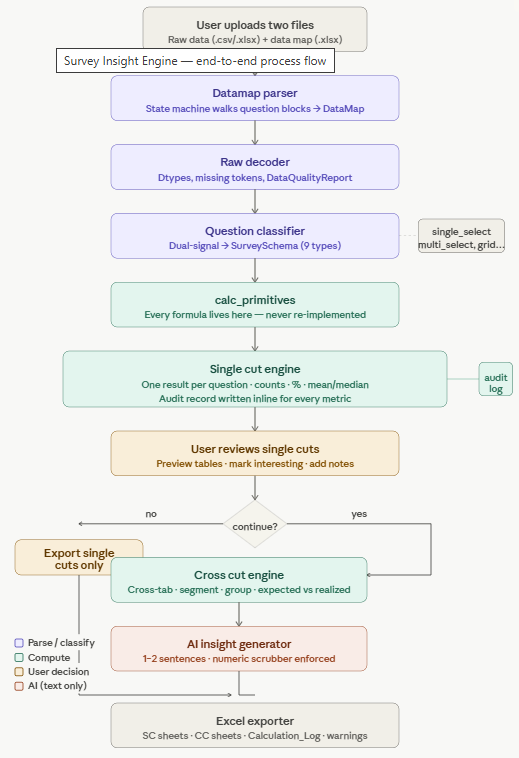 User uploads two files
Raw data (.csv/.xlsx) + data map (.xlsx)
Survey Insight Engine — end-to-end process flow
Datamap parser
State machine walks question blocks → DataMap
Raw decoder
Dtypes, missing tokens, DataQualityReport
Question classifier
Dual-signal → SurveySchema (9 types)
single_select
multi_select, grid...
calc_primitives
Every formula lives here — never re-implemented
Single cut engine
One result per question · counts · % · mean/median
Audit record written inline for every metric
audit
log
User reviews single cuts
Preview tables · mark interesting · add notes
no
yes
continue?
Export single
cuts only
Cross cut engine
Cross-tab · segment · group · expected vs realized
AI insight generator
1–2 sentences · numeric scrubber enforced
Parse / classify
Compute
User decision
AI (text only)
Excel exporter
SC sheets · CC sheets · Calculation_Log · warnings